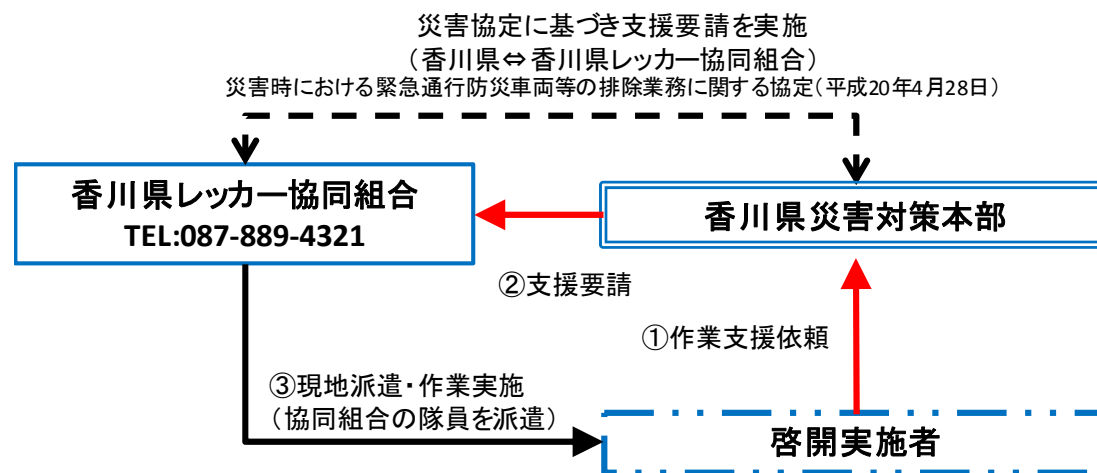 災害協定に基づき支援要請を実施
（香川県⇔香川県レッカー協同組合）
災害時における緊急通行防災車両等の排除業務に関する協定（平成20年4月28日）
香川県レッカー協同組合
TEL:087-889-4321
香川県災害対策本部
②支援要請
①作業支援依頼
③現地派遣・作業実施
（協同組合の隊員を派遣）
啓開実施者